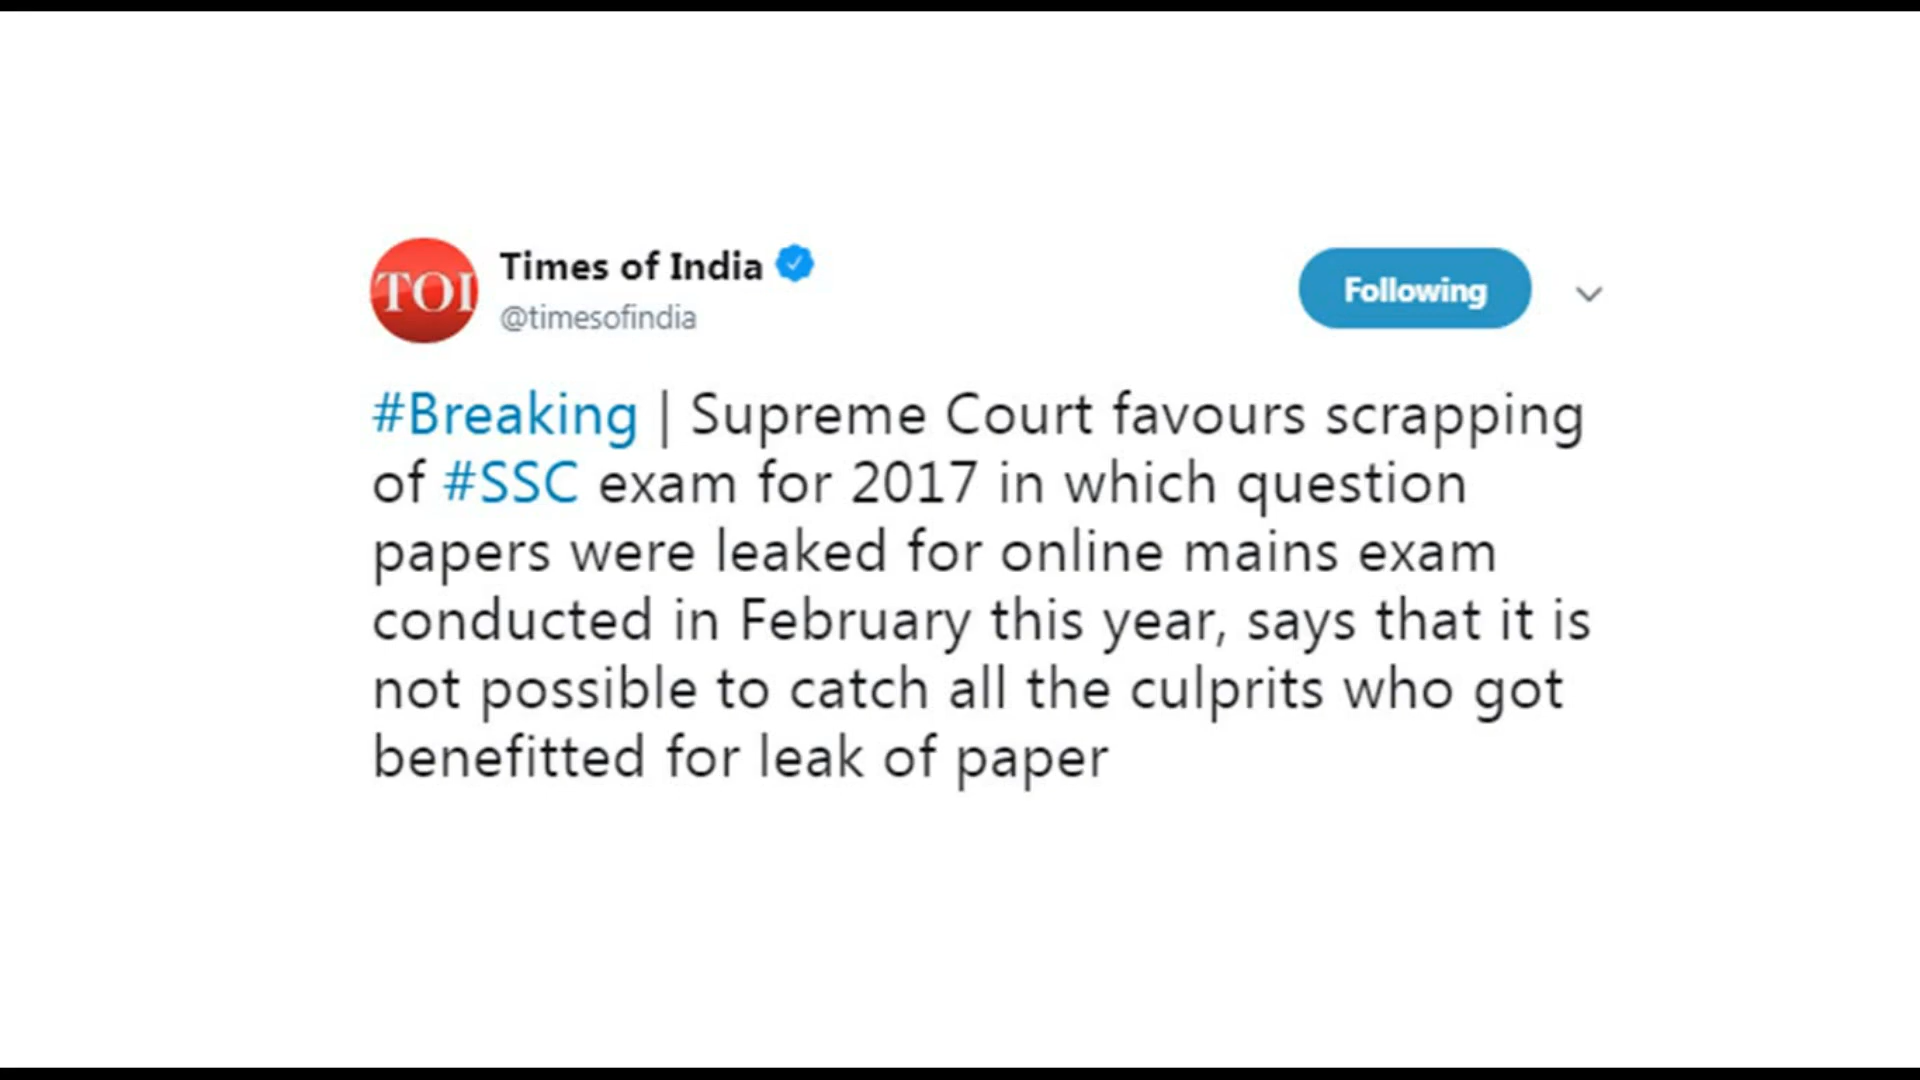 TOI
Times of India
@timesofindia
Following
#Breaking | Supreme Court favours scrapping
of #SSC exam for 2017 in which question
papers were leaked for online mains exam
conducted in February this year, says that it is
not possible to catch all the culprits who got
benefitted for leak of paper